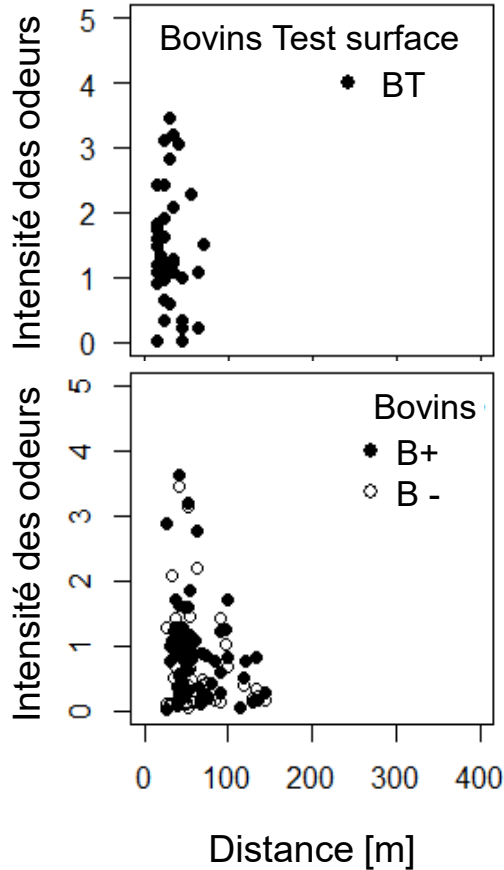 Bovins Test surface
BT
Intensité des odeurs
5
4
3
2
1
0
Bovins
B+
B -
Intensité des odeurs
5
4
3
2
1
0
0 100 200 300 400
Distance [m]